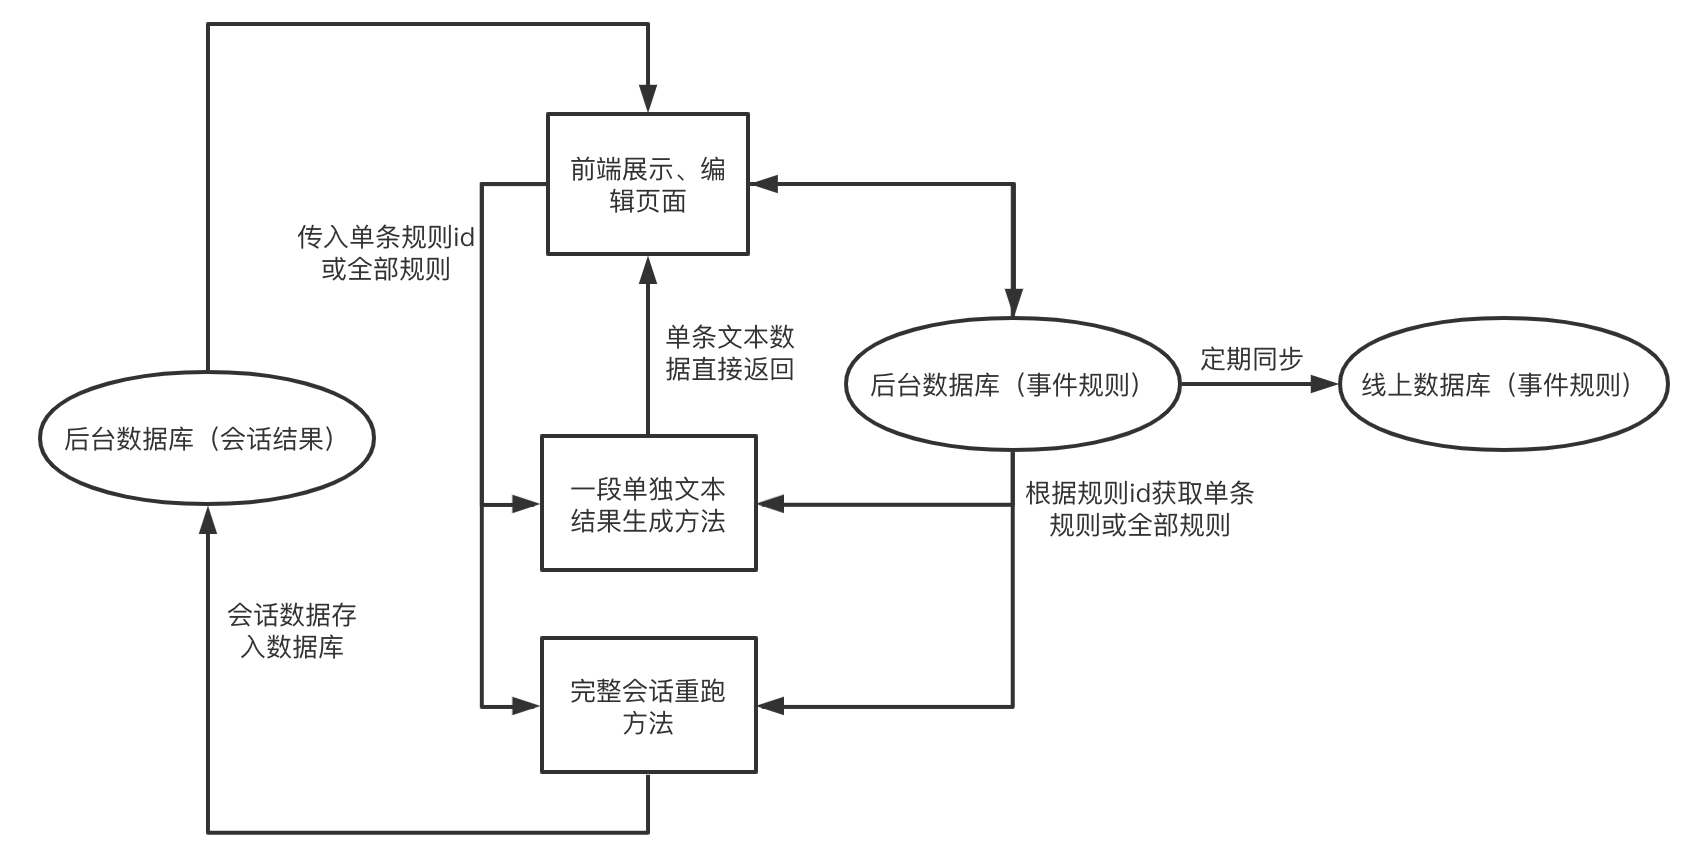 前端展示、编
辑页面
传入单条规则id
或全部规则
单条文本数
据直接返回
后台数据库（事件规则）
定期同步
线上数据库（事件规则）
后台数据库（会话结果）
一段单独文本
结果生成方法
根据规则id获取单条
规则或全部规则
会话数据存
入数据库
完整会话重跑
方法